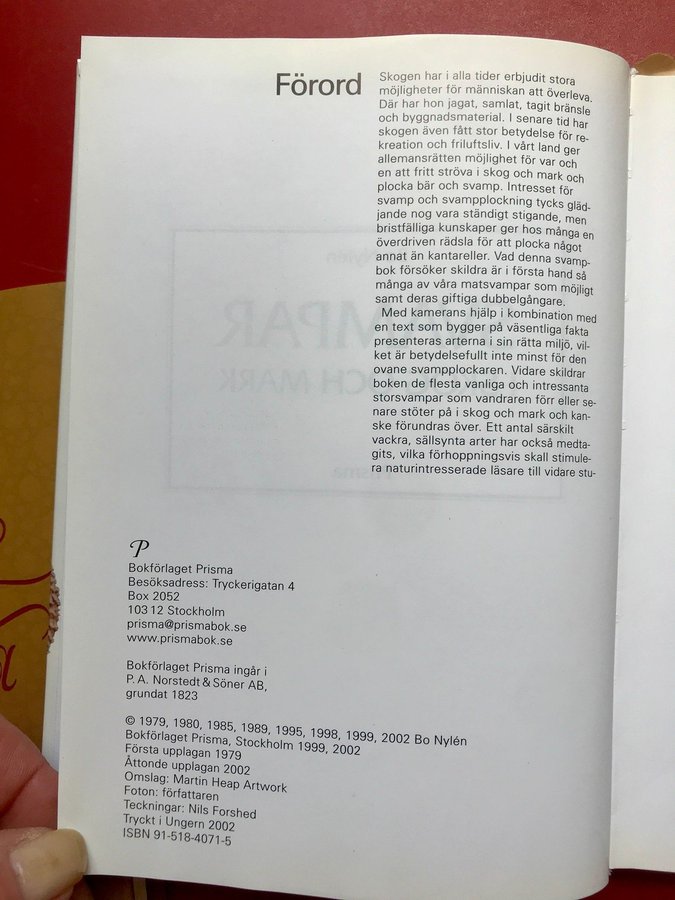 Förord
Skogen har i alla tider erbjudit stora
möjligheter för människan att överleva.
Där har hon jagat, samlat, tagit bränsle
och byggnadsmaterial. I senare tid har
skogen även fått stor betydelse för re-
kreation och friluftsliv. I vårt land ger
allemansrätten möjlighet för var och
en att fritt ströva i skog och mark och
plocka bär och svamp. Intresset för
svamp och svampplockning tycks gläd-
jande nog vara ständigt stigande, men
bristfälliga kunskaper ger hos många en
överdriven rädsla för att plocka något
annat än kantareller. Vad denna svamp-
bok försöker skildra är i första hand så
många av våra matsvampar som möjligt
samt deras giftiga dubbelgångare.
Med kamerans hjälp i kombination med
en text som bygger på väsentliga fakta
presenteras arterna i sin rätta miljö, vil-
ket är betydelsefullt inte minst för den
ovane svampplockaren. Vidare skildrar
boken de flesta vanliga och intressanta
storsvampar som vandraren förr eller se-
nare stöter på i skog och mark och kan-
ske förundras över. Ett antal särskilt
vackra, sällsynta arter har också medta-
gits, vilka förhoppningsvis skall stimule-
ra naturintresserade läsare till vidare stu-
P
Bokförlaget Prisma
Besöksadress: Tryckerigatan 4
Box 2052
103 12 Stockholm
prisma@prismabok.se
www.prismabok.se
Bokförlaget Prisma ingår i
P. A. Norstedt & Söner AB,
grundat 1823
© 1979, 1980, 1985, 1989, 1995, 1998, 1999, 2002 Bo Nylén
Bokförlaget Prisma, Stockholm 1999, 2002
Första upplagan 1979
Åttonde upplagan 2002
Omslag: Martin Heap Artwork
Foton: författaren
Teckningar: Nils Forshed
Tryckt i Ungern 2002
ISBN 91-518-4071-5